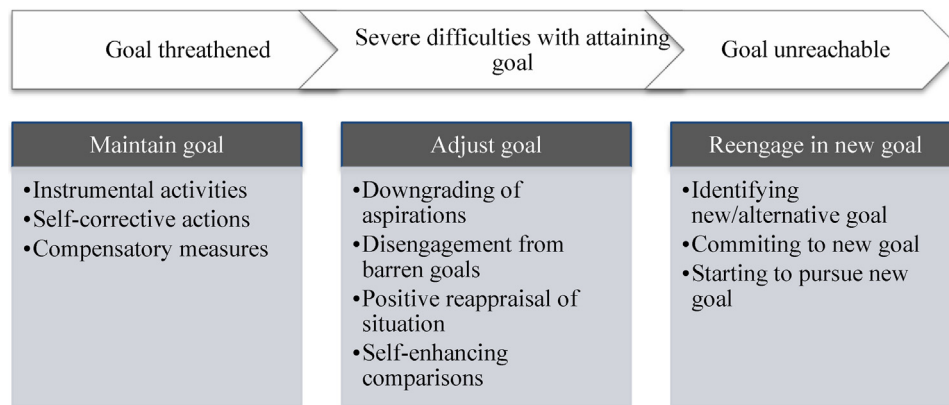 Goal threathened
Severe difficulties with attaining
goal
Goal unreachable
Maintain goal
•Instrumental activities
•Self-corrective actions
•Compensatory measures
Adjust goal
•Downgrading of
aspirations
•Disengagement from
barren goals
•Positive reappraisal of
situation
•Self-enhancing
comparisons
Reengage in new goal
•Identifying
new/alternative goal
•Commiting to new goal
•Starting to pursue new
goal